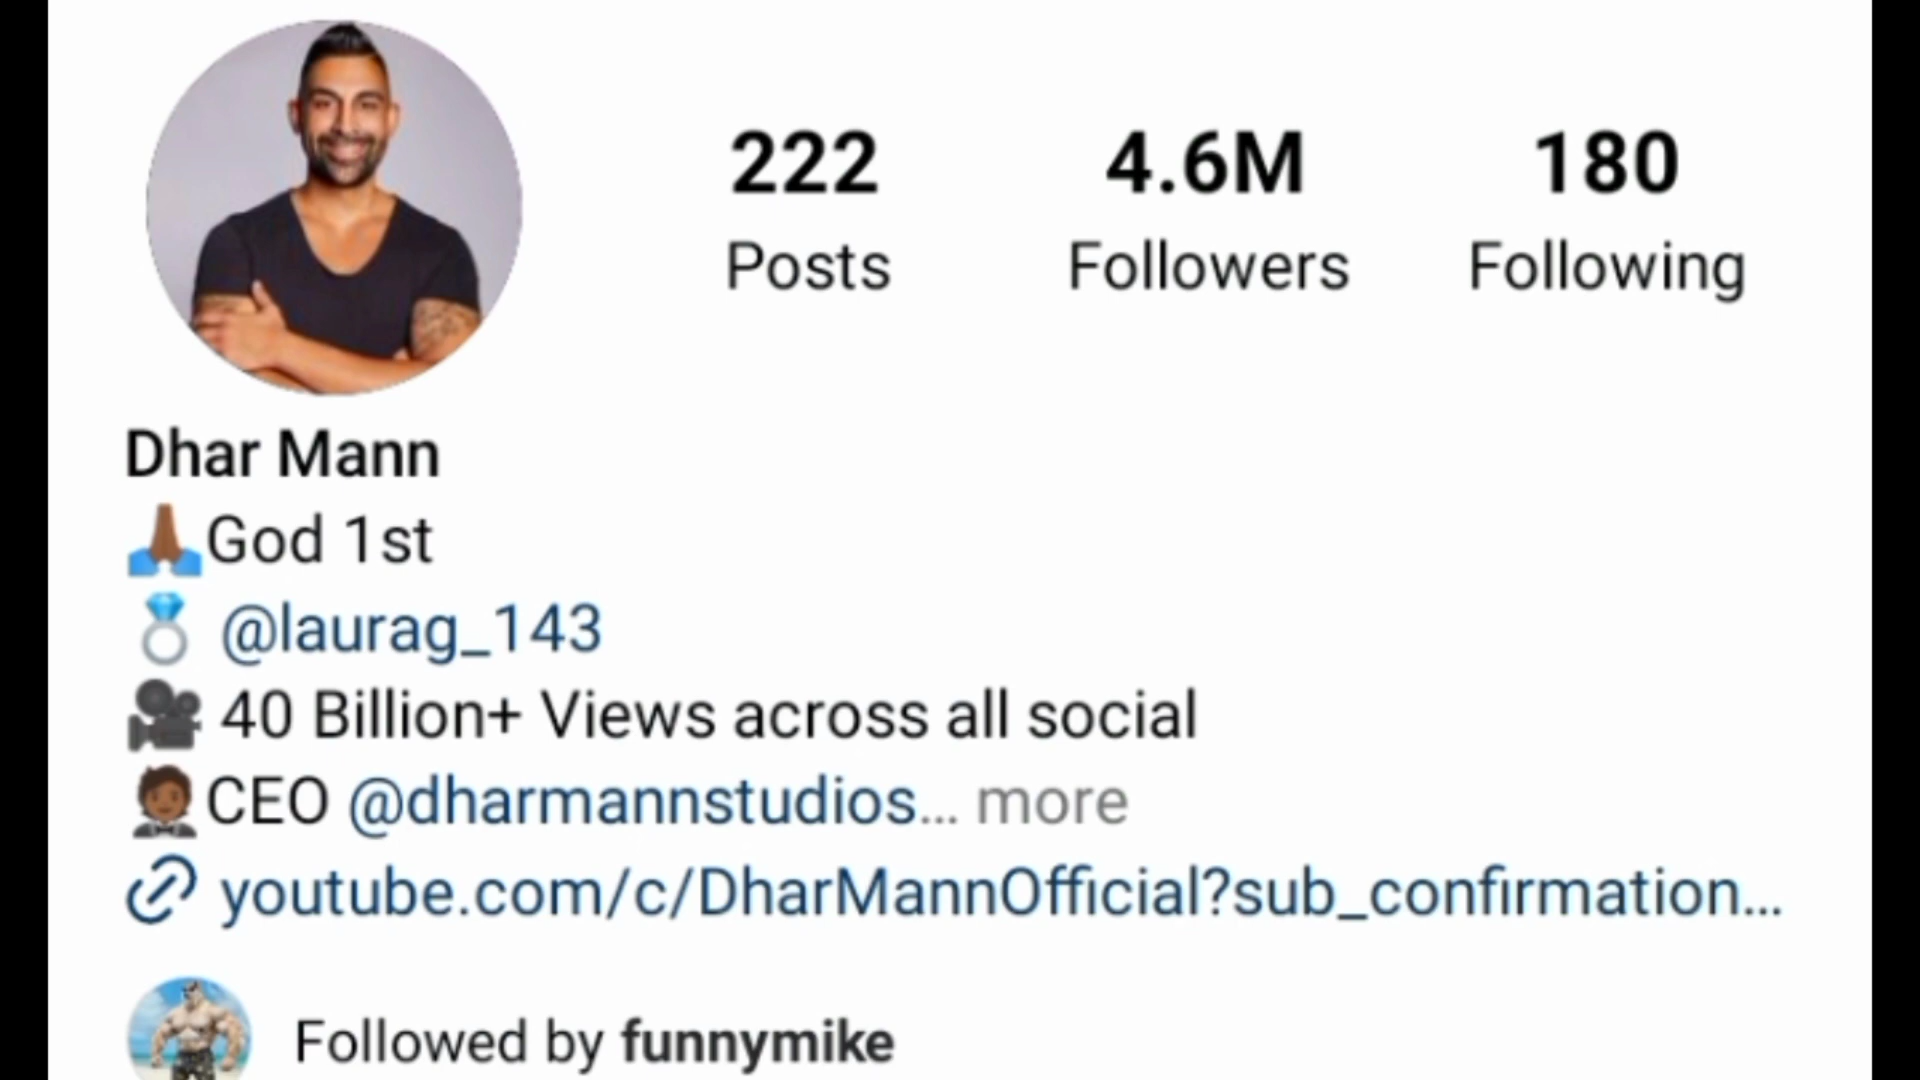 222 4.6M 180
Posts Followers Following
Dhar Mann
🙏🏾God 1st
💍 @laurag_143
🎥 40 Billion+ Views across all social
🤵🏾CEO @dharmannstudios... more
youtube.com/c/DharMannOfficial?sub_confirmation...
Followed by funnymike